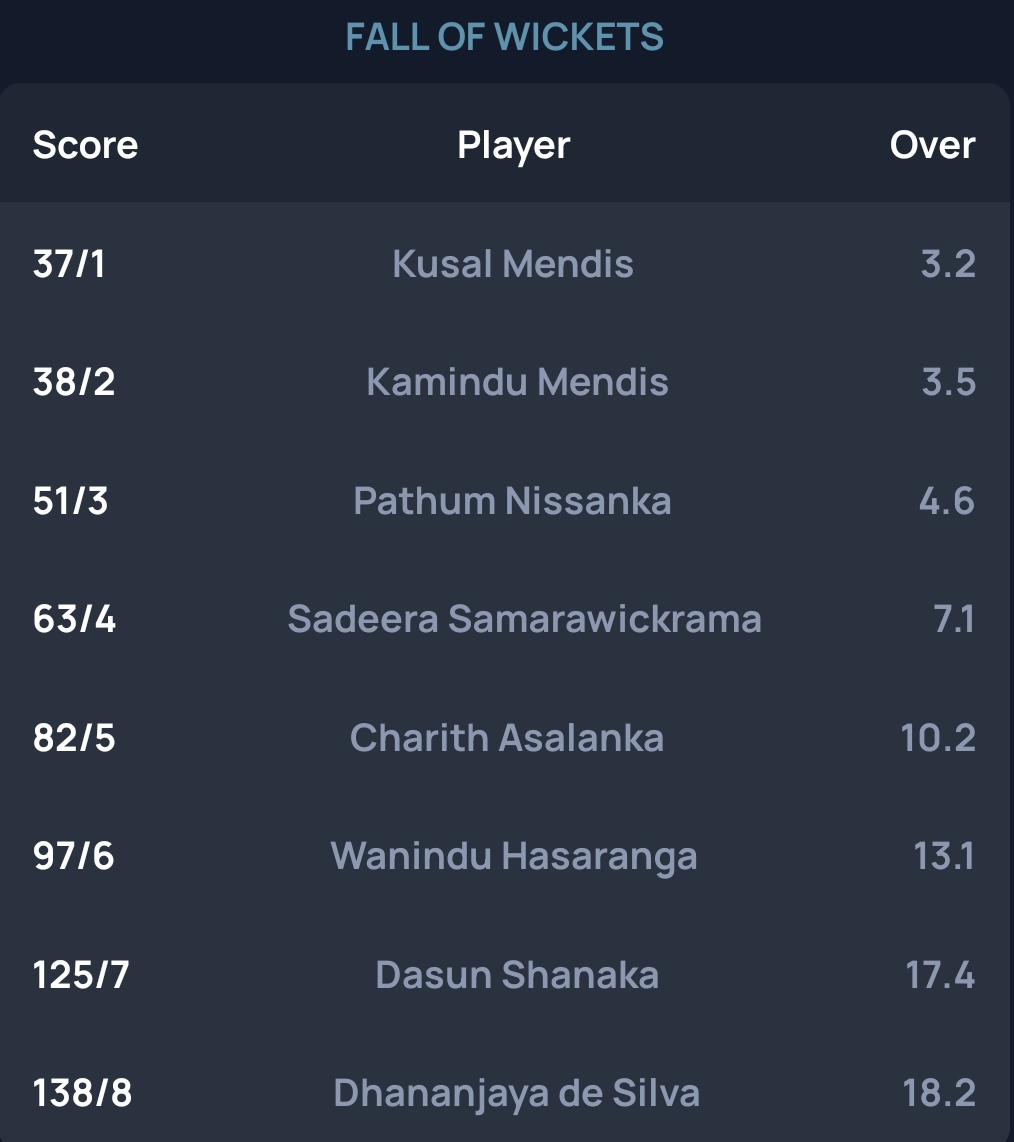 FALL OF WICKETS
Score Player Over
37/1 Kusal Mendis 3.2
38/2 Kamindu Mendis 3.5
51/3 Pathum Nissanka 4.6
63/4 Sadeera Samarawickrama 7.1
82/5 Charith Asalanka 10.2
97/6 Wanindu Hasaranga 13.1
125/7 Dasun Shanaka 17.4
138/8 Dhananjaya de Silva 18.2